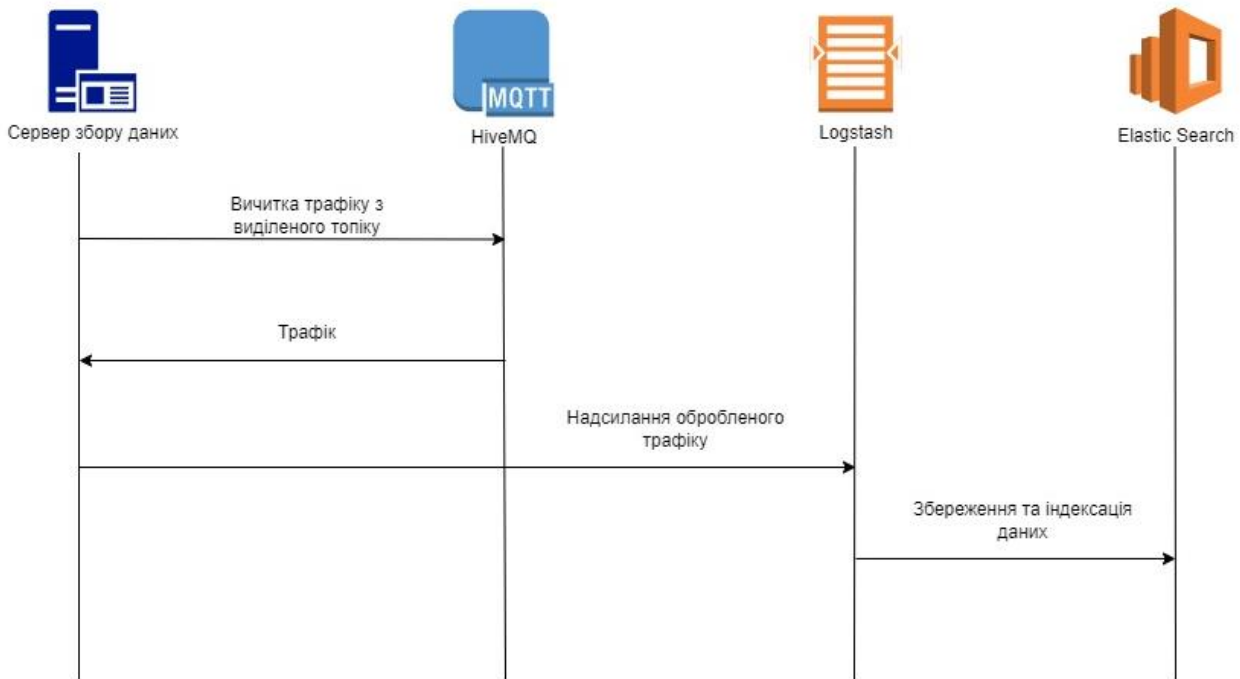 MQTT
Сервер збору даних
HiveMQ
Logstash
Elastic Search
Вичитка трафіку з
виділеного топіку
Трафік
Надсилання обробленого
трафіку
Збереження та індексація
даних